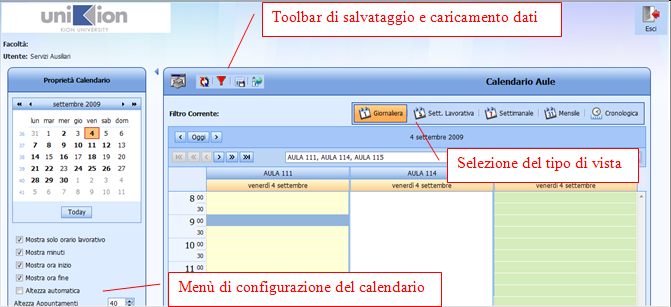 uniKion
KION UNIVERSITY
Toolbar di salvataggio e caricamento dati
Esci
Facoltà:
Utente: Servizi Ausiliari
Proprietà Calendario
Calendario Aule
settembre 2009
lun mar mer gio ven sab dom
36 31 1 2 3 4 5 6
37 7 8 9 10 11 12 13
38 14 15 16 17 18 19 20
39 21 22 23 24 25 26 27
40 28 29 30 1 2 3 4
41 5 6 7 8 9 10 11
Today
Filtro Corrente:
Giornaliera
Sett. Lavorativa
Settimanale
Mensile
Cronologica
Oggi
4 settembre 2009
AULA 111, AULA 114, AULA 115
Selezione del tipo di vista
AULA 111
AULA 114
venerdì 4 settembre
venerdì 4 settembre
venerdì 4 settembre
8 00
30
9 00
30
10 00
30
11 00
Mostra solo orario lavorativo
Mostra minuti
Mostra ora inizio
Mostra ora fine
Altezza automatica
Altezza Appuntamenti 40
Menù di configurazione del calendario